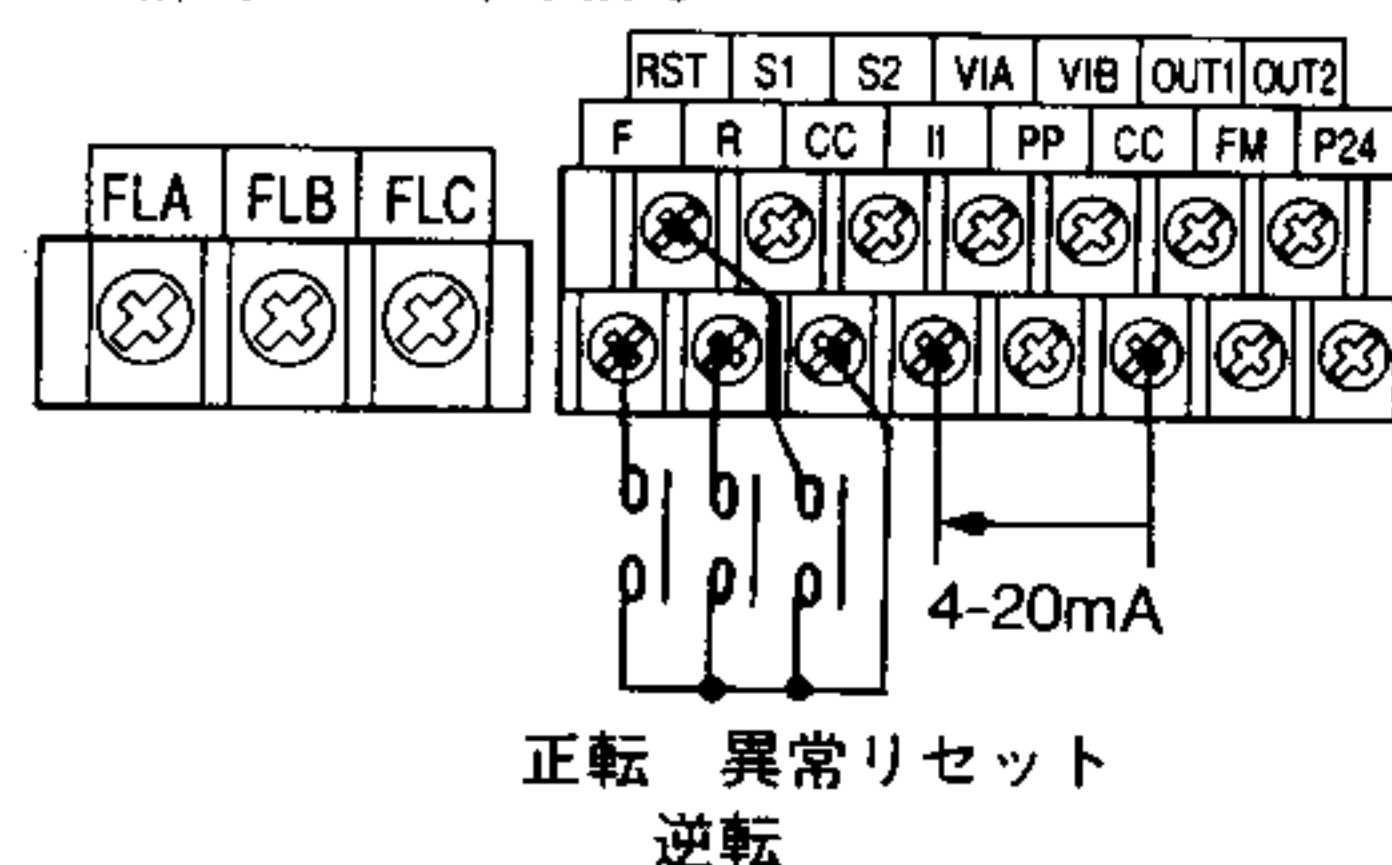 RST S1 S2 VIA VIB OUT1 OUT2
F R CC II PP CC FM P24
FLA FLB FLC
4-20mA
正転 異常リセット
逆転